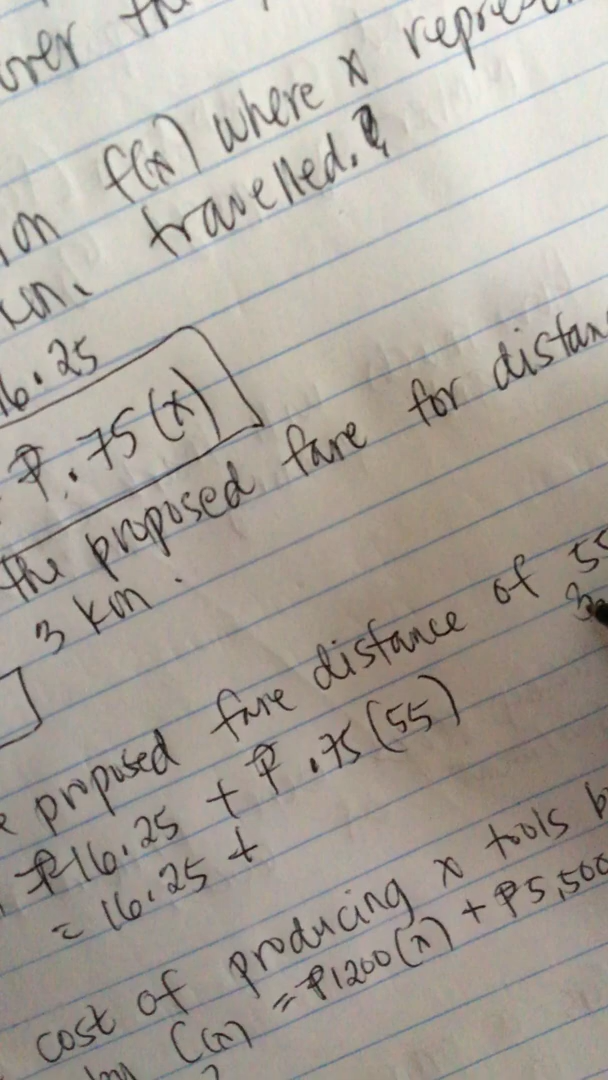 over the
on f(x) where x repre
km. travelled.
16.25
₱.75(x)
the proposed fare for distan
3 km.
proposed fare distance of 55
₱16.25 + ₱.75(55)
= 16.25 +
cost of producing x tools b
C(x) = ₱1200(x) + ₱5,500